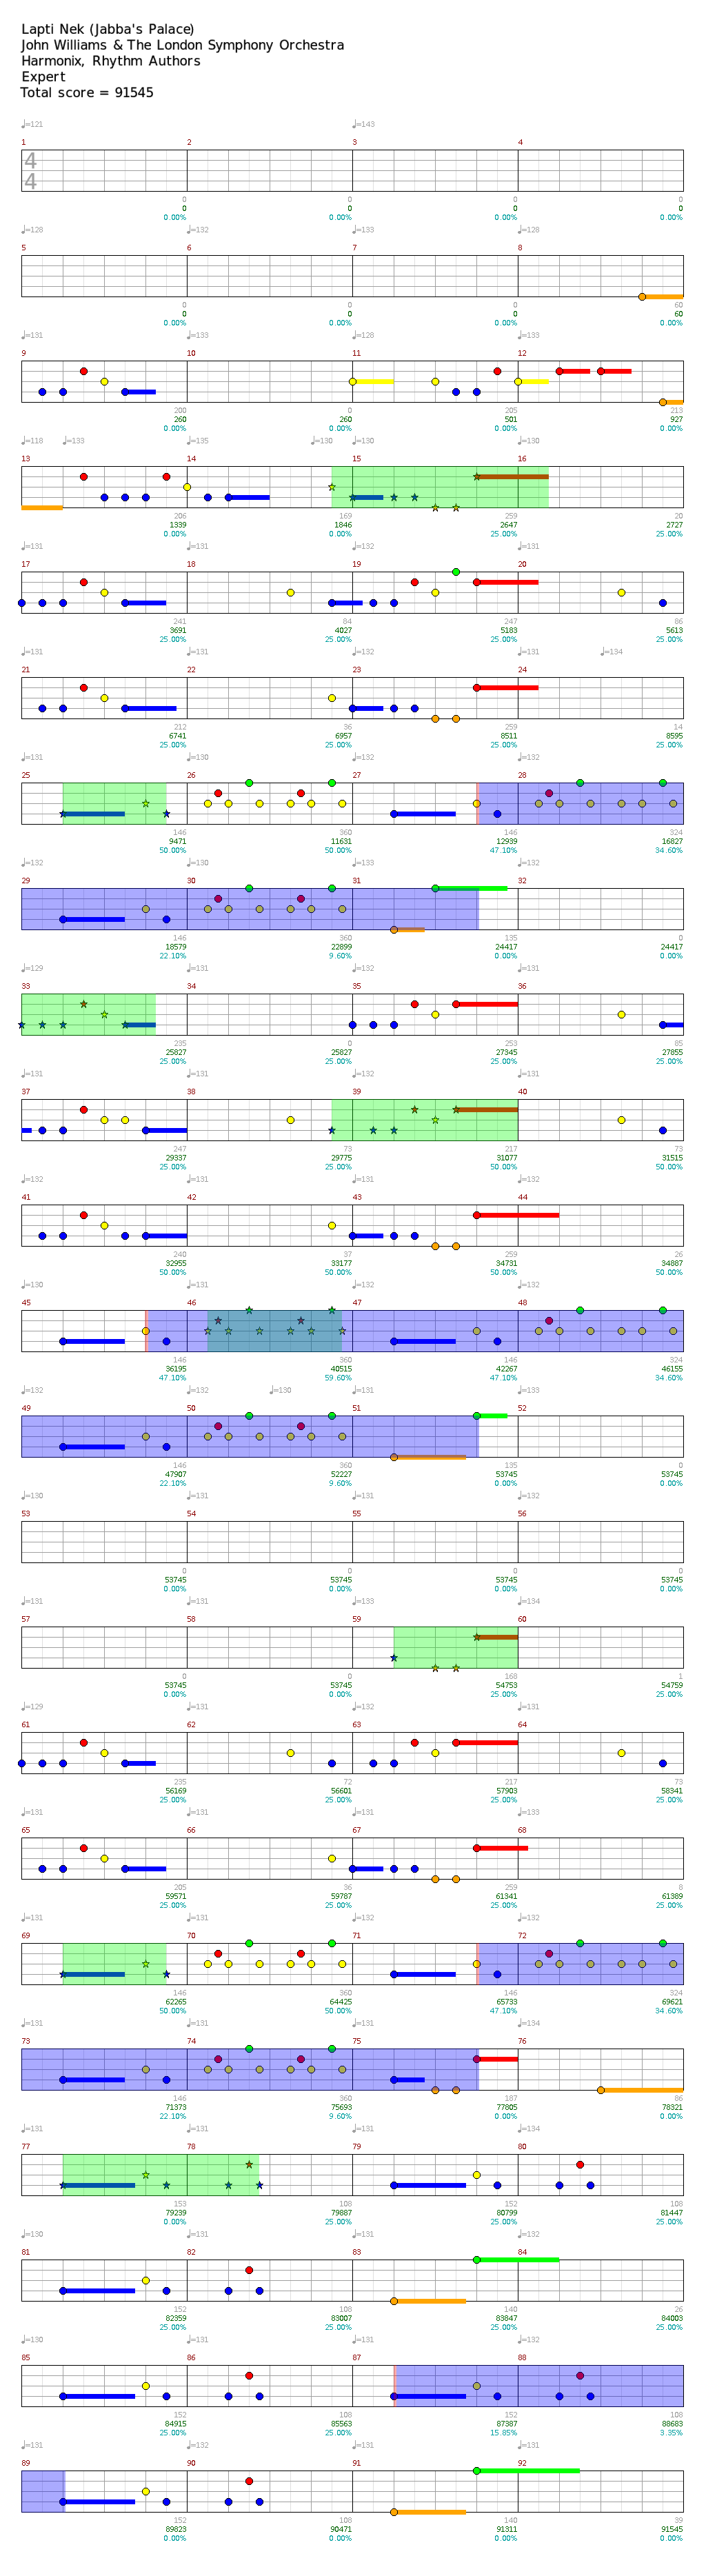 Lapti Nek (Jabba's Palace)
John Williams & The London Symphony Orchestra
Harmonix, Rhythm Authors
Expert
Total score = 91545
♩=121 ♩=143
1 2 3 4
4
4
0 0 0 0
0 0 0 0
0.00% 0.00% 0.00% 0.00%
♩=128 ♩=132 ♩=133 ♩=128
5 6 7 8
0 0 0 60
0 0 0 60
0.00% 0.00% 0.00% 0.00%
♩=131 ♩=133 ♩=128 ♩=133
9 10 11 12
200 0 205 213
260 260 501 927
0.00% 0.00% 0.00% 0.00%
♩=118 ♩=133 ♩=135 ♩=130 ♩=130 ♩=130
13 14 15 16
206 169 259 20
1339 1846 2647 2727
0.00% 0.00% 25.00% 25.00%
♩=131 ♩=131 ♩=132 ♩=131
17 18 19 20
241 84 247 86
3691 4027 5183 5613
25.00% 25.00% 25.00% 25.00%
♩=131 ♩=131 ♩=132 ♩=131 ♩=134
21 22 23 24
212 36 259 14
6741 6957 8511 8595
25.00% 25.00% 25.00% 25.00%
♩=131 ♩=130 ♩=132 ♩=132
25 26 27 28
146 360 146 324
9471 11631 12939 16827
50.00% 50.00% 47.10% 34.60%
♩=132 ♩=130 ♩=133 ♩=132
29 30 31 32
146 360 135 0
18579 22899 24417 24417
22.10% 9.60% 0.00% 0.00%
♩=129 ♩=131 ♩=132 ♩=131
33 34 35 36
235 0 253 85
25827 25827 27345 27855
25.00% 25.00% 25.00% 25.00%
♩=131 ♩=131 ♩=131 ♩=131
37 38 39 40
247 73 217 73
29337 29775 31077 31515
25.00% 25.00% 50.00% 50.00%
♩=132 ♩=131 ♩=131 ♩=132
41 42 43 44
240 37 259 26
32955 33177 34731 34887
50.00% 50.00% 50.00% 50.00%
♩=130 ♩=131 ♩=132 ♩=132
45 46 47 48
146 360 146 324
36195 40515 42267 46155
47.10% 59.60% 47.10% 34.60%
♩=132 ♩=132 ♩=130 ♩=131 ♩=133
49 50 51 52
146 360 135 0
47907 52227 53745 53745
22.10% 9.60% 0.00% 0.00%
♩=130 ♩=131 ♩=131 ♩=132
53 54 55 56
0 0 0 0
53745 53745 53745 53745
0.00% 0.00% 0.00% 0.00%
♩=131 ♩=131 ♩=133 ♩=134
57 58 59 60
0 0 168 1
53745 53745 54753 54759
0.00% 0.00% 25.00% 25.00%
♩=129 ♩=131 ♩=131 ♩=131
61 62 63 64
235 72 217 73
56169 56601 57903 58341
25.00% 25.00% 25.00% 25.00%
♩=131 ♩=131 ♩=131 ♩=133
65 66 67 68
205 36 259 8
59571 59787 61341 61389
25.00% 25.00% 25.00% 25.00%
♩=131 ♩=131 ♩=132 ♩=132
69 70 71 72
146 360 146 324
62265 64425 65733 69621
50.00% 50.00% 47.10% 34.60%
♩=131 ♩=131 ♩=131 ♩=134
73 74 75 76
146 360 187 86
71373 75693 77805 78321
22.10% 9.60% 0.00% 0.00%
♩=131 ♩=131 ♩=131 ♩=134
77 78 79 80
153 108 152 108
79239 79887 80799 81447
0.00% 25.00% 25.00% 25.00%
♩=130 ♩=131 ♩=131 ♩=132
81 82 83 84
152 108 140 26
82359 83007 83847 84003
25.00% 25.00% 25.00% 25.00%
♩=130 ♩=131 ♩=131 ♩=132
85 86 87 88
152 108 152 108
84915 85563 87387 88683
25.00% 25.00% 15.85% 3.35%
♩=131 ♩=132 ♩=131 ♩=131
89 90 91 92
152 108 140 39
89823 90471 91311 91545
0.00% 0.00% 0.00% 0.00%